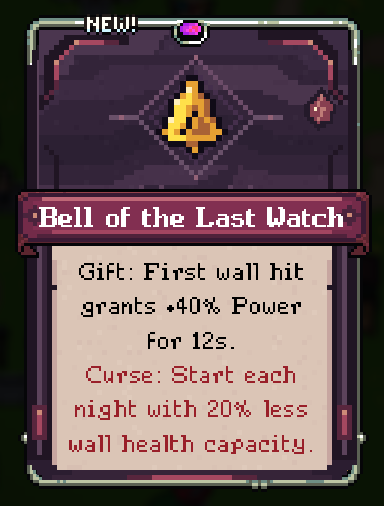 NEW!
Bell of the Last Watch
Gift: First wall hit
grants +40% Power
for 12s.
Curse: Start each
night with 20% less
wall health capacity.